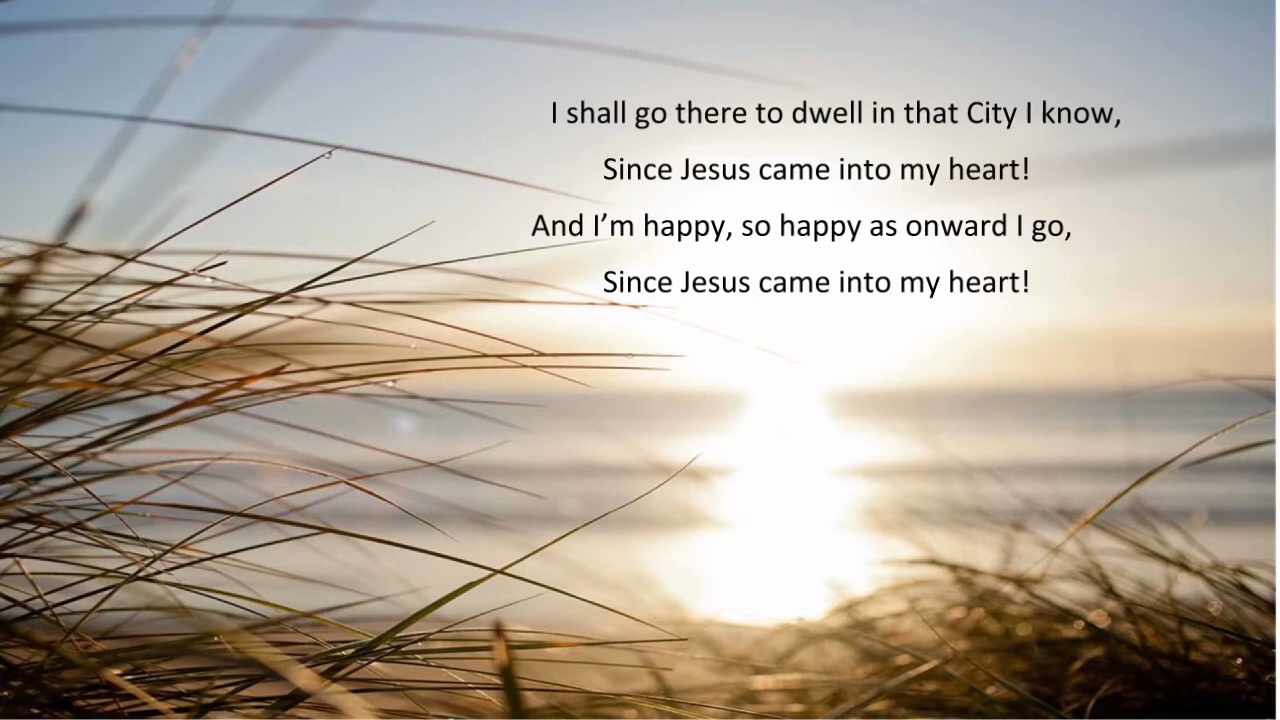 I shall go there to dwell in that City I know,
Since Jesus came into my heart!
And I’m happy, so happy as onward I go,
Since Jesus came into my heart!